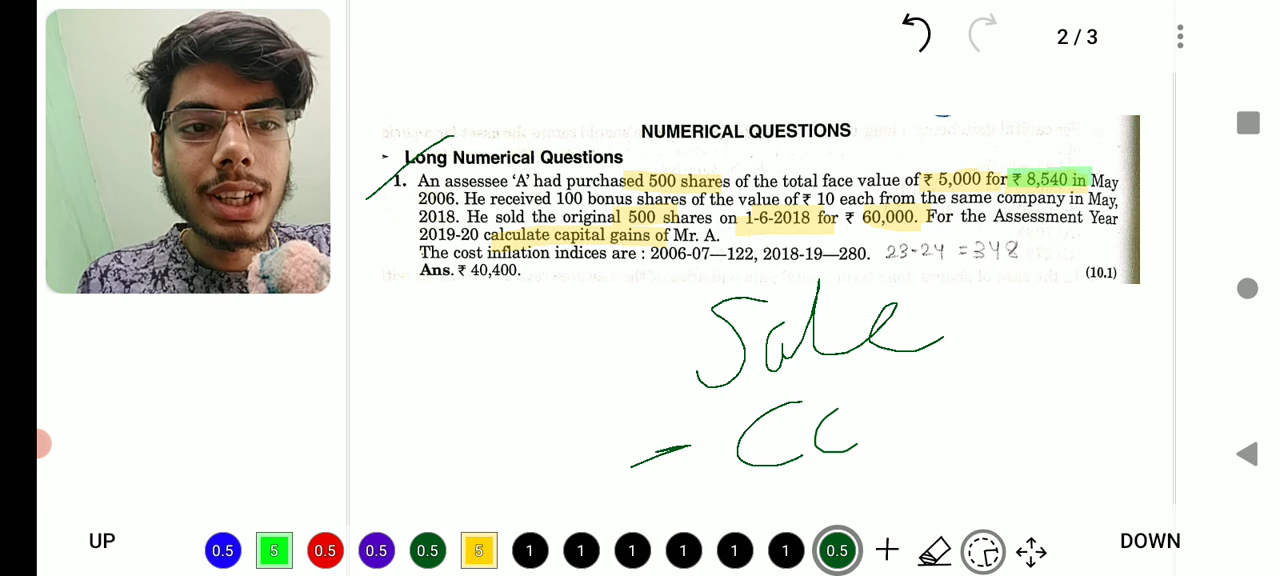 2 / 3
NUMERICAL QUESTIONS
Long Numerical Questions
1. An assessee ‘A’ had purchased 500 shares of the total face value of ₹ 5,000 for ₹ 8,540 in May
2006. He received 100 bonus shares of the value of ₹ 10 each from the same company in May,
2018. He sold the original 500 shares on 1-6-2018 for ₹ 60,000. For the Assessment Year
2019-20 calculate capital gains of Mr. A.
The cost inflation indices are : 2006-07—122, 2018-19—280. 23-24 = 348
Ans. ₹ 40,400. (10.1)
Sale
- CC
UP 0.5 5 0.5 0.5 0.5 5 1 1 1 1 1 1 0.5 DOWN